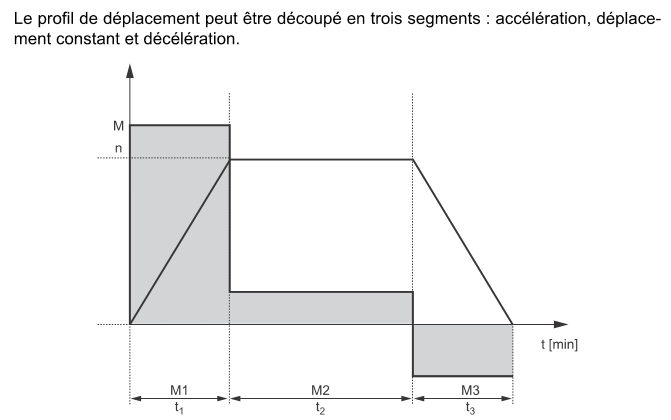 Le profil de déplacement peut être découpé en trois segments : accélération, déplace-
ment constant et décélération.
M
n
t [min]
M1 M2 M3
t₁ t₂ t₃